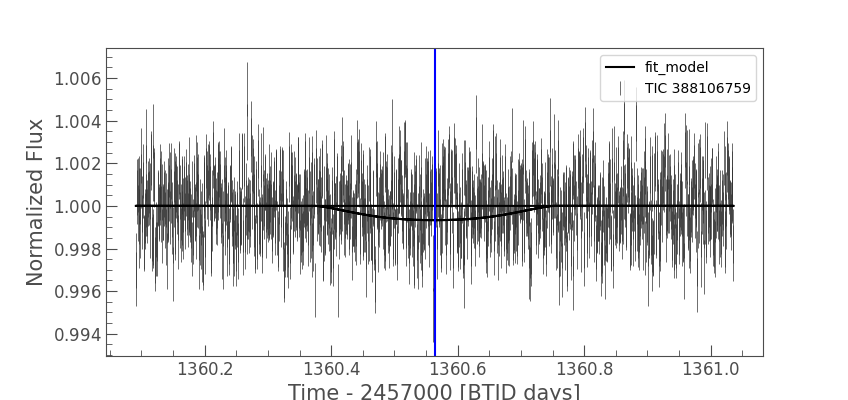 fit_model
TIC 388106759
1.006
1.004
1.002
1.000
0.998
0.996
0.994
Normalized Flux
1360.2 1360.4 1360.6 1360.8 1361.0
Time - 2457000 [BTJD days]